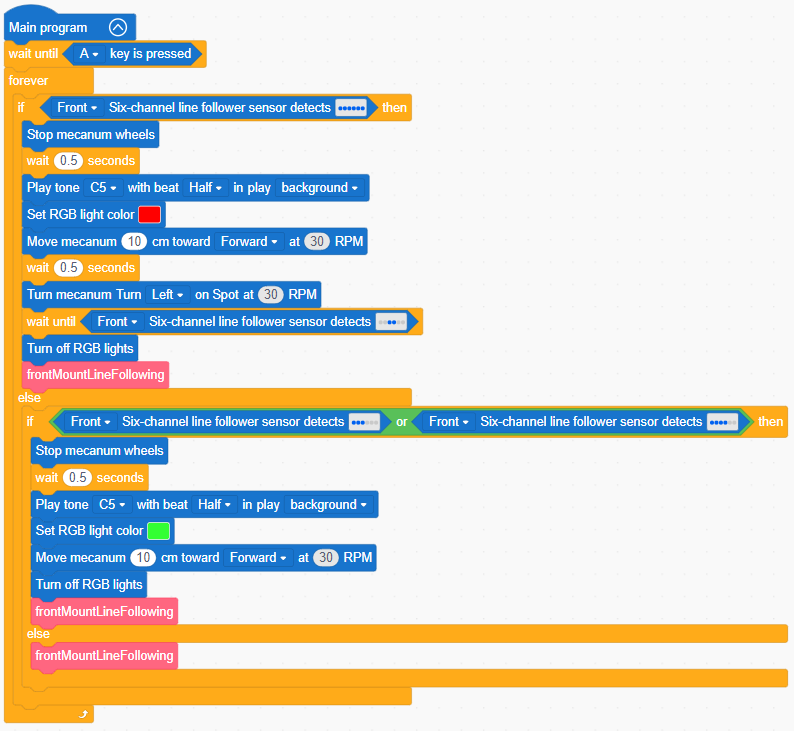 Main program
wait until A key is pressed
forever
if Front Six-channel line follower sensor detects then
Stop mecanum wheels
wait 0.5 seconds
Play tone C5 with beat Half in play background
Set RGB light color
Move mecanum 10 cm toward Forward at 30 RPM
wait 0.5 seconds
Turn mecanum Turn Left on Spot at 30 RPM
wait until Front Six-channel line follower sensor detects
Turn off RGB lights
frontMountLineFollowing
else
if Front Six-channel line follower sensor detects or Front Six-channel line follower sensor detects then
Stop mecanum wheels
wait 0.5 seconds
Play tone C5 with beat Half in play background
Set RGB light color
Move mecanum 10 cm toward Forward at 30 RPM
Turn off RGB lights
frontMountLineFollowing
else
frontMountLineFollowing